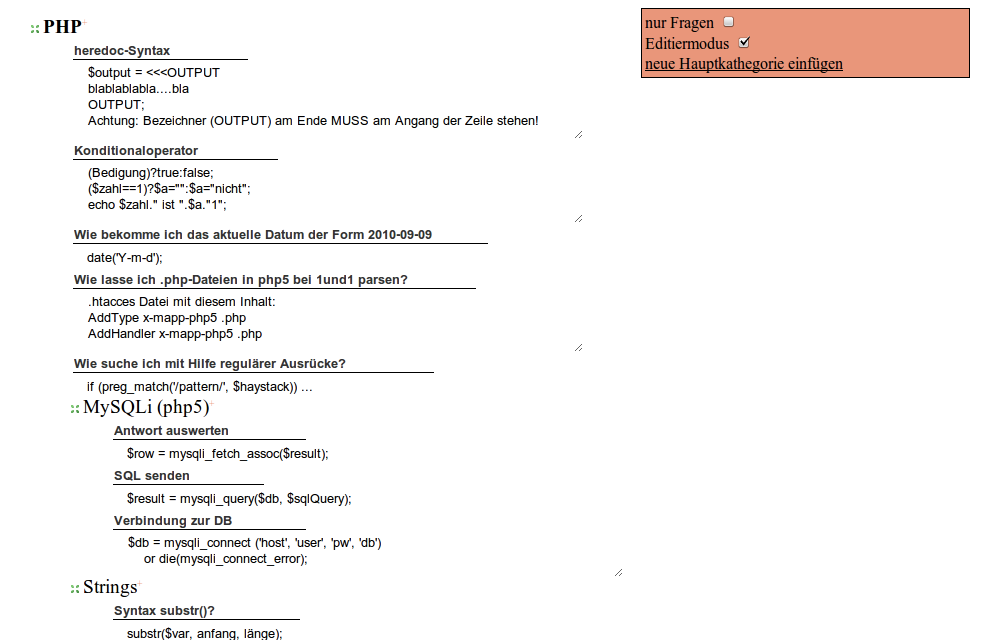 PHP
heredoc-Syntax
$output = <<<OUTPUT
blablablabla....bla
OUTPUT;
Achtung: Bezeichner (OUTPUT) am Ende MUSS am Angang der Zeile stehen!
Konditionaloperator
(Bedigung)?true:false;
($zahl==1)?$a="":$a="nicht";
echo $zahl." ist ".$a."1";
Wie bekomme ich das aktuelle Datum der Form 2010-09-09
date('Y-m-d');
Wie lasse ich .php-Dateien in php5 bei 1und1 parsen?
.htacces Datei mit diesem Inhalt:
AddType x-mapp-php5 .php
AddHandler x-mapp-php5 .php
Wie suche ich mit Hilfe regulärer Ausrücke?
if (preg_match('/pattern/', $haystack)) ...
MySQLi (php5)
Antwort auswerten
$row = mysqli_fetch_assoc($result);
SQL senden
$result = mysqli_query($db, $sqlQuery);
Verbindung zur DB
$db = mysqli_connect ('host', 'user', 'pw', 'db')
or die(mysqli_connect_error);
Strings
Syntax substr()?
substr($var, anfang, länge);
nur Fragen
Editiermodus
neue Hauptkathegorie einfügen